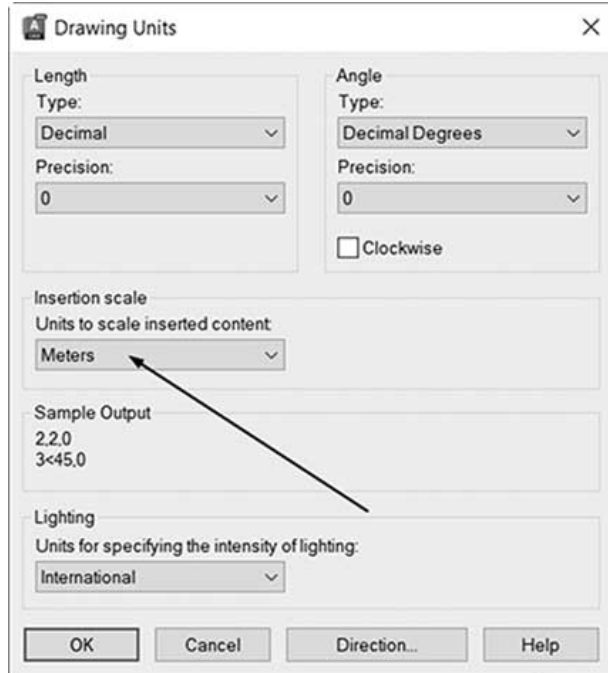 Drawing Units
Length
Type:
Decimal
Precision:
0
Angle
Type:
Decimal Degrees
Precision:
0
Clockwise
Insertion scale
Units to scale inserted content:
Meters
Sample Output
2,2,0
3<45,0
Lighting
Units for specifying the intensity of lighting:
International
OK
Cancel
Direction...
Help